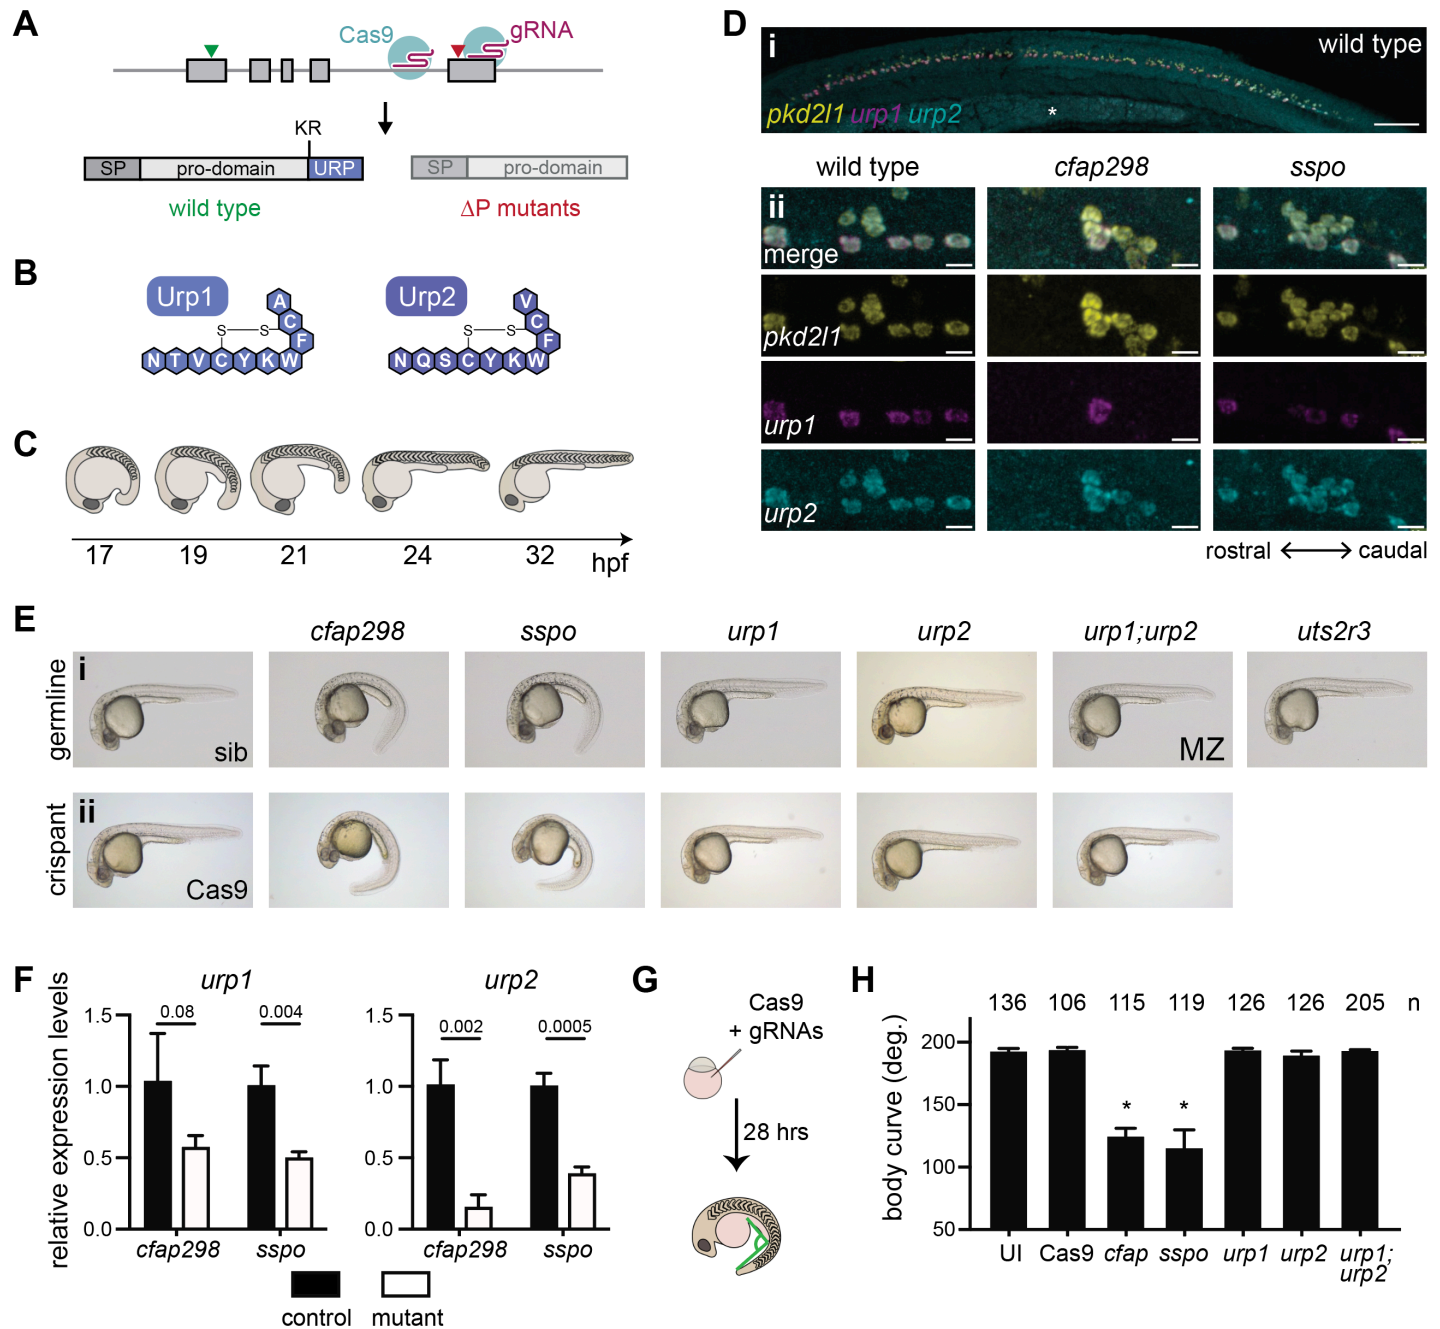 A
Cas9
gRNA
KR
SP
pro-domain
URP
SP
pro-domain
wild type
ΔP mutants
B
Urp1
A
C
F
S
S
N T V C Y K W
Urp2
V
C
F
S
S
N Q S C Y K W
C
17
19
21
24
32
hpf
D
i
wild type
pkd2l1 urp1 urp2
*
wild type
cfap298
sspo
ii
merge
pkd2l1
urp1
urp2
rostral
caudal
E
cfap298
sspo
urp1
urp2
urp1;urp2
uts2r3
germline
i
sib
MZ
crispant
ii
Cas9
F
relative expression levels
urp1
1.5
1.0
0.5
0.0
0.08
0.004
cfap298
sspo
urp2
1.5
1.0
0.5
0.0
0.002
0.0005
cfap298
sspo
control
mutant
G
Cas9
+ gRNAs
28 hrs
H
136 106 115 119 126 126 205 n
body curve (deg.)
200
150
100
50
*
*
UI Cas9 cfap sspo urp1 urp2 urp1;
urp2